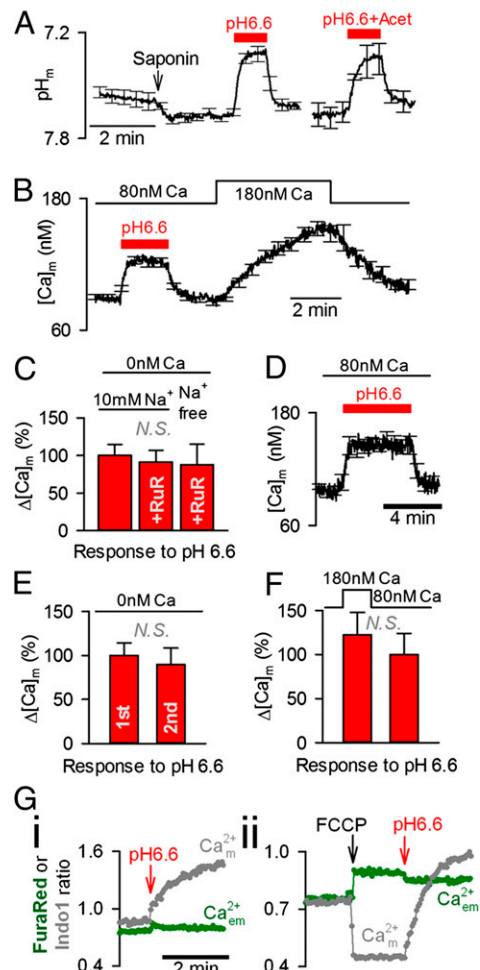 A
7.2
pHm
7.8
Saponin
pH6.6
pH6.6+Acet
2 min
B
180
[Ca]m (nM)
60
80nM Ca
180nM Ca
pH6.6
2 min
C
0nM Ca
10mM Na+
Na+ free
N.S.
Δ[Ca]m (%)
150
100
50
0
+RuR
+RuR
Response to pH 6.6
D
80nM Ca
pH6.6
180
[Ca]m (nM)
60
4 min
E
0nM Ca
N.S.
Δ[Ca]m (%)
150
100
50
0
1st
2nd
Response to pH 6.6
F
180nM Ca
80nM Ca
N.S.
Δ[Ca]m (%)
150
100
50
0
Response to pH 6.6
G
i
FuraRed or
Indo1 ratio
pH6.6
1.6
1.0
0.4
Ca2+m
Ca2+em
2 min
ii
FCCP
pH6.6
1.0
0.7
0.4
Ca2+m
Ca2+em